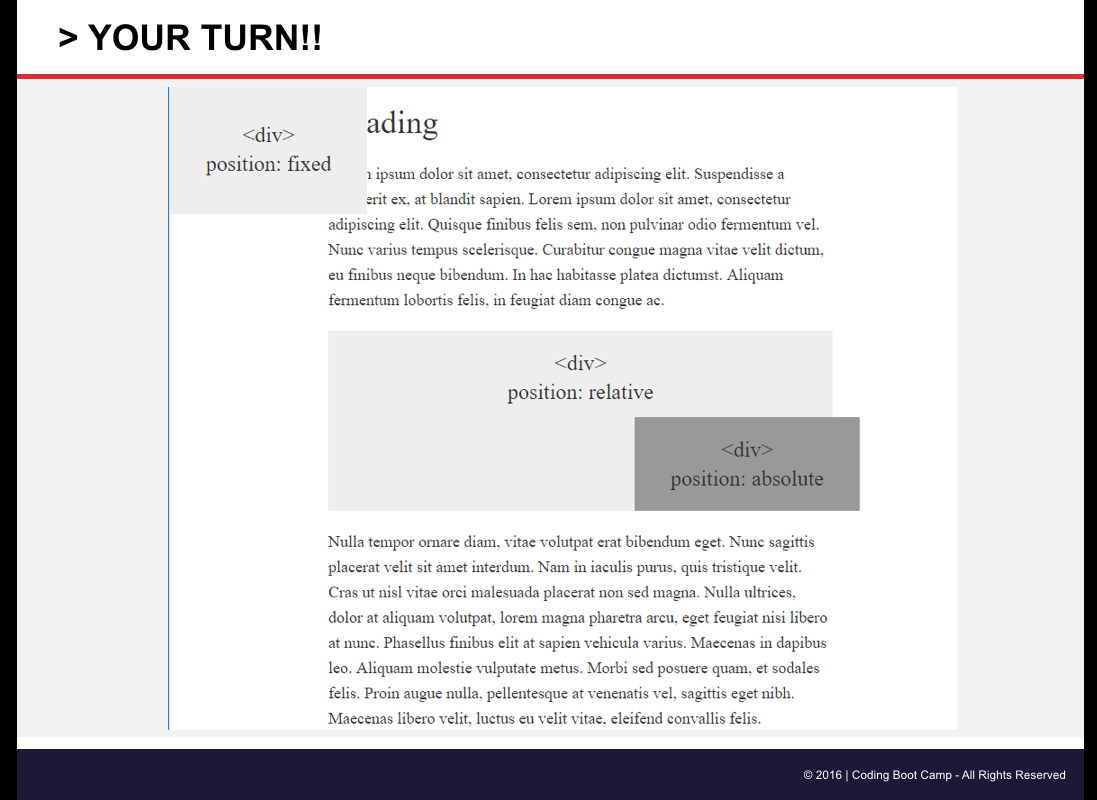 > YOUR TURN!!
<div>
position: fixed
ading
ipsum dolor sit amet, consectetur adipiscing elit. Suspendisse a
erit ex, at blandit sapien. Lorem ipsum dolor sit amet, consectetur
adipiscing elit. Quisque finibus felis sem, non pulvinar odio fermentum vel.
Nunc varius tempus scelerisque. Curabitur congue magna vitae velit dictum,
eu finibus neque bibendum. In hac habitasse platea dictumst. Aliquam
fermentum lobortis felis, in feugiat diam congue ac.
<div>
position: relative
<div>
position: absolute
Nulla tempor ornare diam, vitae volutpat erat bibendum eget. Nunc sagittis
placerat velit sit amet interdum. Nam in iaculis purus, quis tristique velit.
Cras ut nisl vitae orci malesuada placerat non sed magna. Nulla ultrices,
dolor at aliquam volutpat, lorem magna pharetra arcu, eget feugiat nisi libero
at nunc. Phasellus finibus elit at sapien vehicula varius. Maecenas in dapibus
leo. Aliquam molestie vulputate metus. Morbi sed posuere quam, et sodales
felis. Proin augue nulla, pellentesque at venenatis vel, sagittis eget nibh.
Maecenas libero velit, luctus eu velit vitae, eleifend convallis felis.
© 2016 | Coding Boot Camp - All Rights Reserved